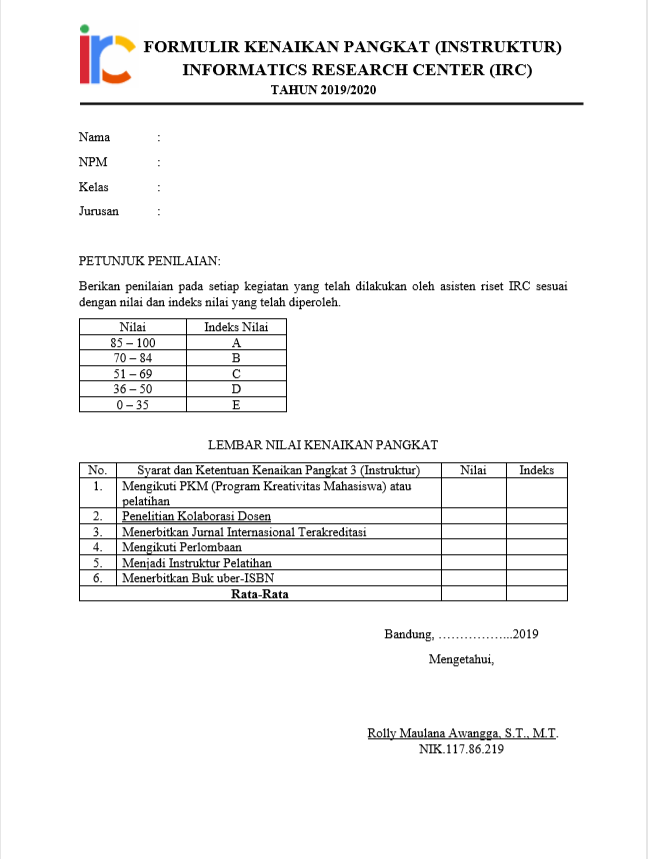 irc
FORMULIR KENAIKAN PANGKAT (INSTRUKTUR)
INFORMATICS RESEARCH CENTER (IRC)
TAHUN 2019/2020
Nama :
NPM :
Kelas :
Jurusan :
PETUNJUK PENILAIAN:
Berikan penilaian pada setiap kegiatan yang telah dilakukan oleh asisten riset IRC sesuai
dengan nilai dan indeks nilai yang telah diperoleh.
Nilai Indeks Nilai
85 – 100 A
70 – 84 B
51 – 69 C
36 – 50 D
0 – 35 E
LEMBAR NILAI KENAIKAN PANGKAT
No. Syarat dan Ketentuan Kenaikan Pangkat 3 (Instruktur) Nilai Indeks
1. Mengikuti PKM (Program Kreativitas Mahasiswa) atau
pelatihan
2. Penelitian Kolaborasi Dosen
3. Menerbitkan Jurnal Internasional Terakreditasi
4. Mengikuti Perlombaan
5. Menjadi Instruktur Pelatihan
6. Menerbitkan Buk uber-ISBN
Rata-Rata
Bandung, ……………...2019
Mengetahui,
Rolly Maulana Awangga, S.T., M.T.
NIK.117.86.219